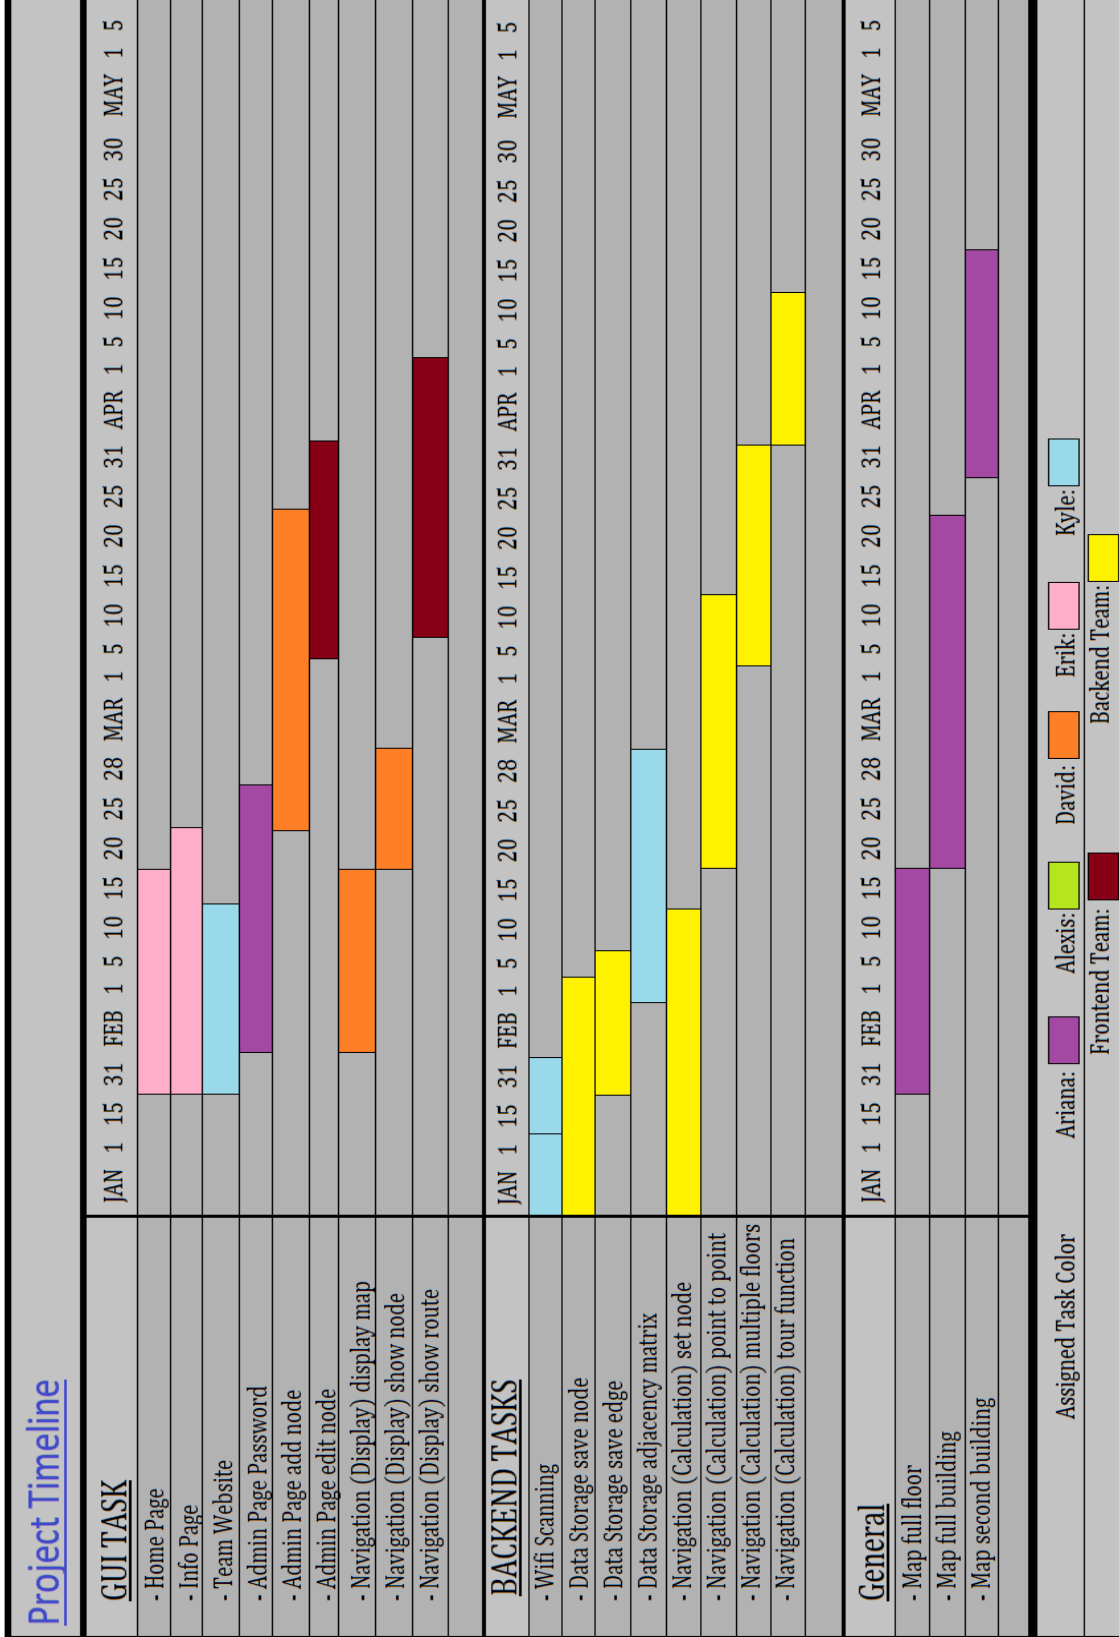 Project Timeline
GUI TASK JAN 1 15 31 FEB 1 5 10 15 20 25 28 MAR 1 5 10 15 20 25 31 APR 1 5 10 15 20 25 30 MAY 1 5
- Home Page
- Info Page
- Team Website
- Admin Page Password
- Admin Page add node
- Admin Page edit node
- Navigation (Display) display map
- Navigation (Display) show node
- Navigation (Display) show route
BACKEND TASKS JAN 1 15 31 FEB 1 5 10 15 20 25 28 MAR 1 5 10 15 20 25 31 APR 1 5 10 15 20 25 30 MAY 1 5
- Wifi Scanning
- Data Storage save node
- Data Storage save edge
- Data Storage adjacency matrix
- Navigation (Calculation) set node
- Navigation (Calculation) point to point
- Navigation (Calculation) multiple floors
- Navigation (Calculation) tour function
General JAN 1 15 31 FEB 1 5 10 15 20 25 28 MAR 1 5 10 15 20 25 31 APR 1 5 10 15 20 25 30 MAY 1 5
- Map full floor
- Map full building
- Map second building
Assigned Task Color Ariana: Alexis: David: Erik: Kyle:
Frontend Team: Backend Team: